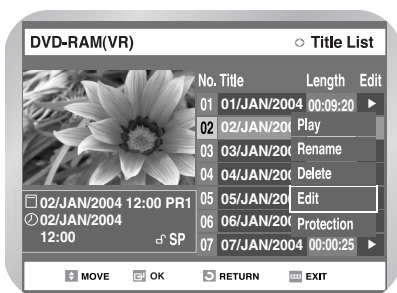 DVD-RAM(VR) Title List
No. Title Length Edit
01 01/JAN/2004 00:09:20
02 02/JAN/200 Play
03 03/JAN/200 Rename
04 04/JAN/200 Delete
05 05/JAN/200 Edit
06 06/JAN/200 Protection
07 07/JAN/2004 00:00:25
02/JAN/2004 12:00 PR1
02/JAN/2004
12:00 SP
MOVE OK RETURN EXIT